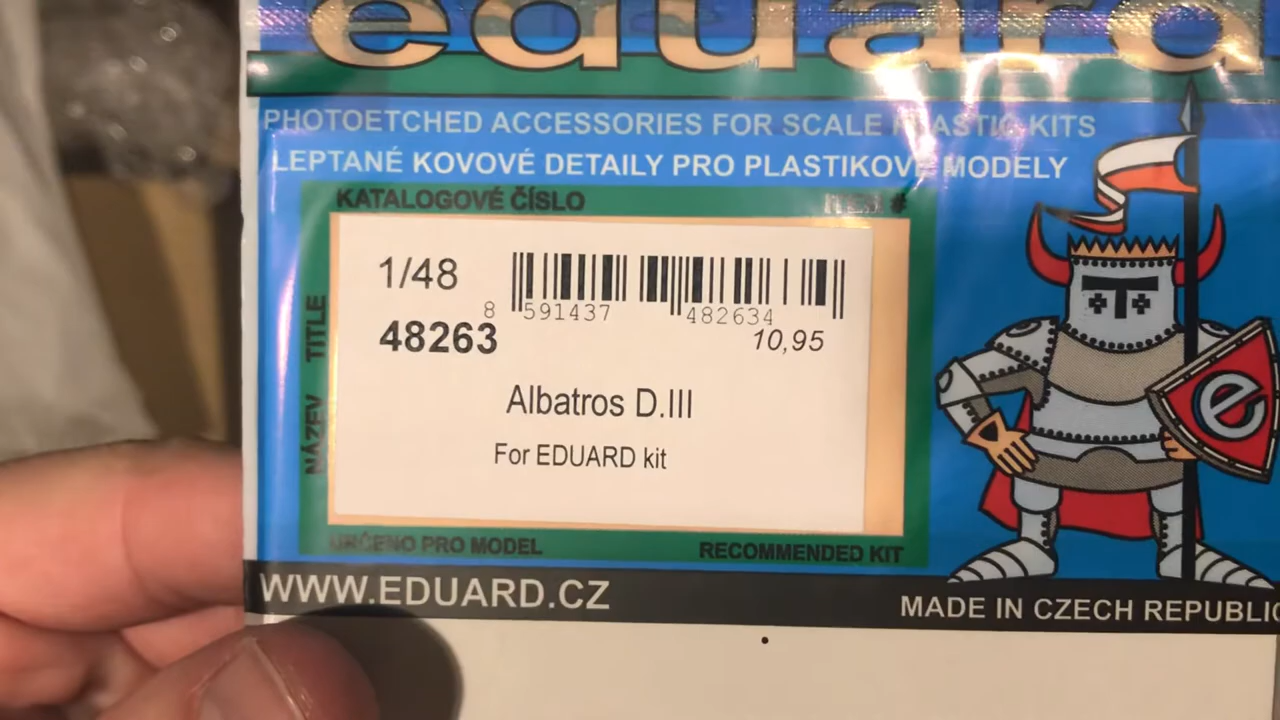 eduard
PHOTOETCHED ACCESSORIES FOR SCALE PLASTIC KITS
LEPTANÉ KOVOVÉ DETAILY PRO PLASTIKOVÉ MODELY
KATALOGOVÉ ČÍSLO ITEM #
NÁZEV TITLE
1/48
8 591437 482634
48263 10,95
Albatros D.III
For EDUARD kit
URČENO PRO MODEL RECOMMENDED KIT
WWW.EDUARD.CZ MADE IN CZECH REPUBLIC
e